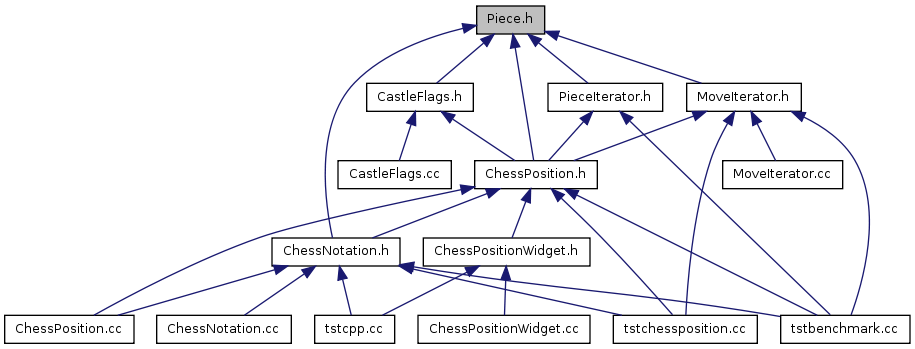 Piece.h
CastleFlags.h
PieceIterator.h
MoveIterator.h
CastleFlags.cc
ChessPosition.h
MoveIterator.cc
ChessNotation.h
ChessPositionWidget.h
ChessPosition.cc
ChessNotation.cc
tstcpp.cc
ChessPositionWidget.cc
tstchessposition.cc
tstbenchmark.cc